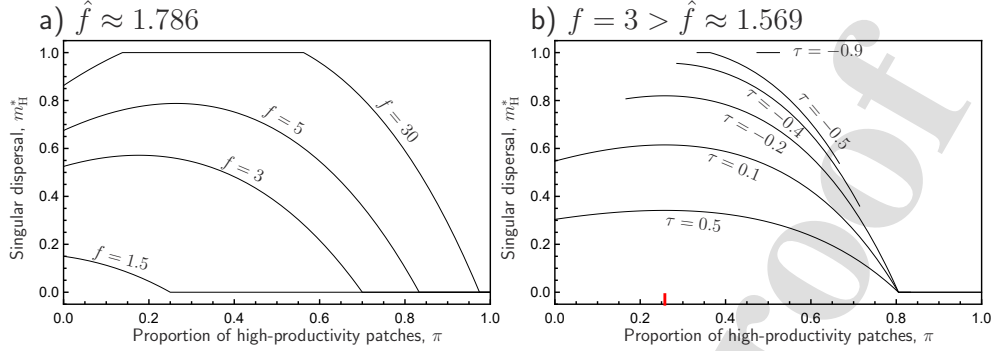 a) f̂ ≈ 1.786
Singular dispersal, m*H
1.0
0.8
0.6
0.4
0.2
0.0
f = 30
f = 5
f = 3
f = 1.5
0.0 0.2 0.4 0.6 0.8 1.0
Proportion of high-productivity patches, π
b) f = 3 > f̂ ≈ 1.569
Singular dispersal, m*H
1.0
0.8
0.6
0.4
0.2
0.0
τ = −0.9
τ = −0.5
τ = −0.4
τ = −0.2
τ = 0.1
τ = 0.5
0.0 0.2 0.4 0.6 0.8 1.0
Proportion of high-productivity patches, π
roof